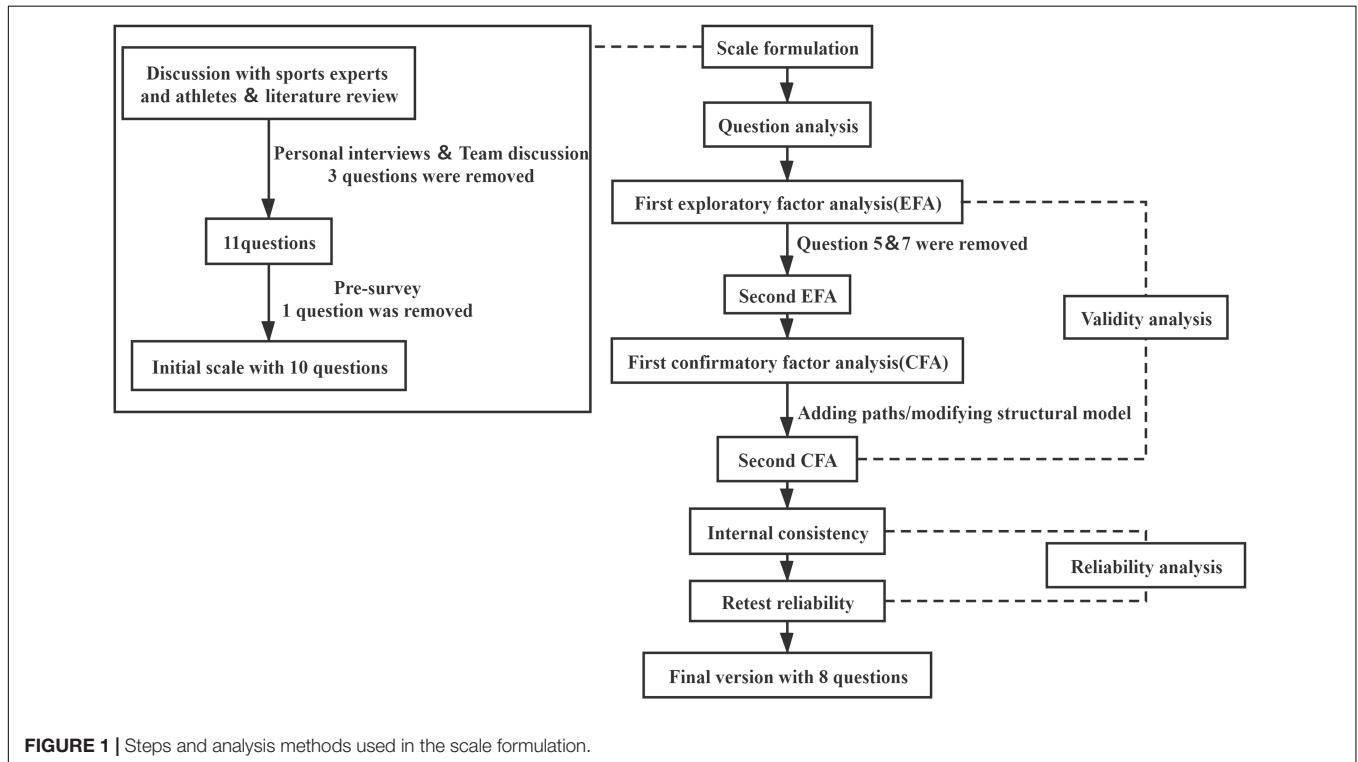 Discussion with sports experts
and athletes & literature review
Personal interviews & Team discussion
3 questions were removed
11questions
Pre-survey
1 question was removed
Initial scale with 10 questions
Scale formulation
Question analysis
First exploratory factor analysis(EFA)
Question 5&7 were removed
Second EFA
First confirmatory factor analysis(CFA)
Adding paths/modifying structural model
Second CFA
Validity analysis
Internal consistency
Retest reliability
Reliability analysis
Final version with 8 questions
FIGURE 1 | Steps and analysis methods used in the scale formulation.